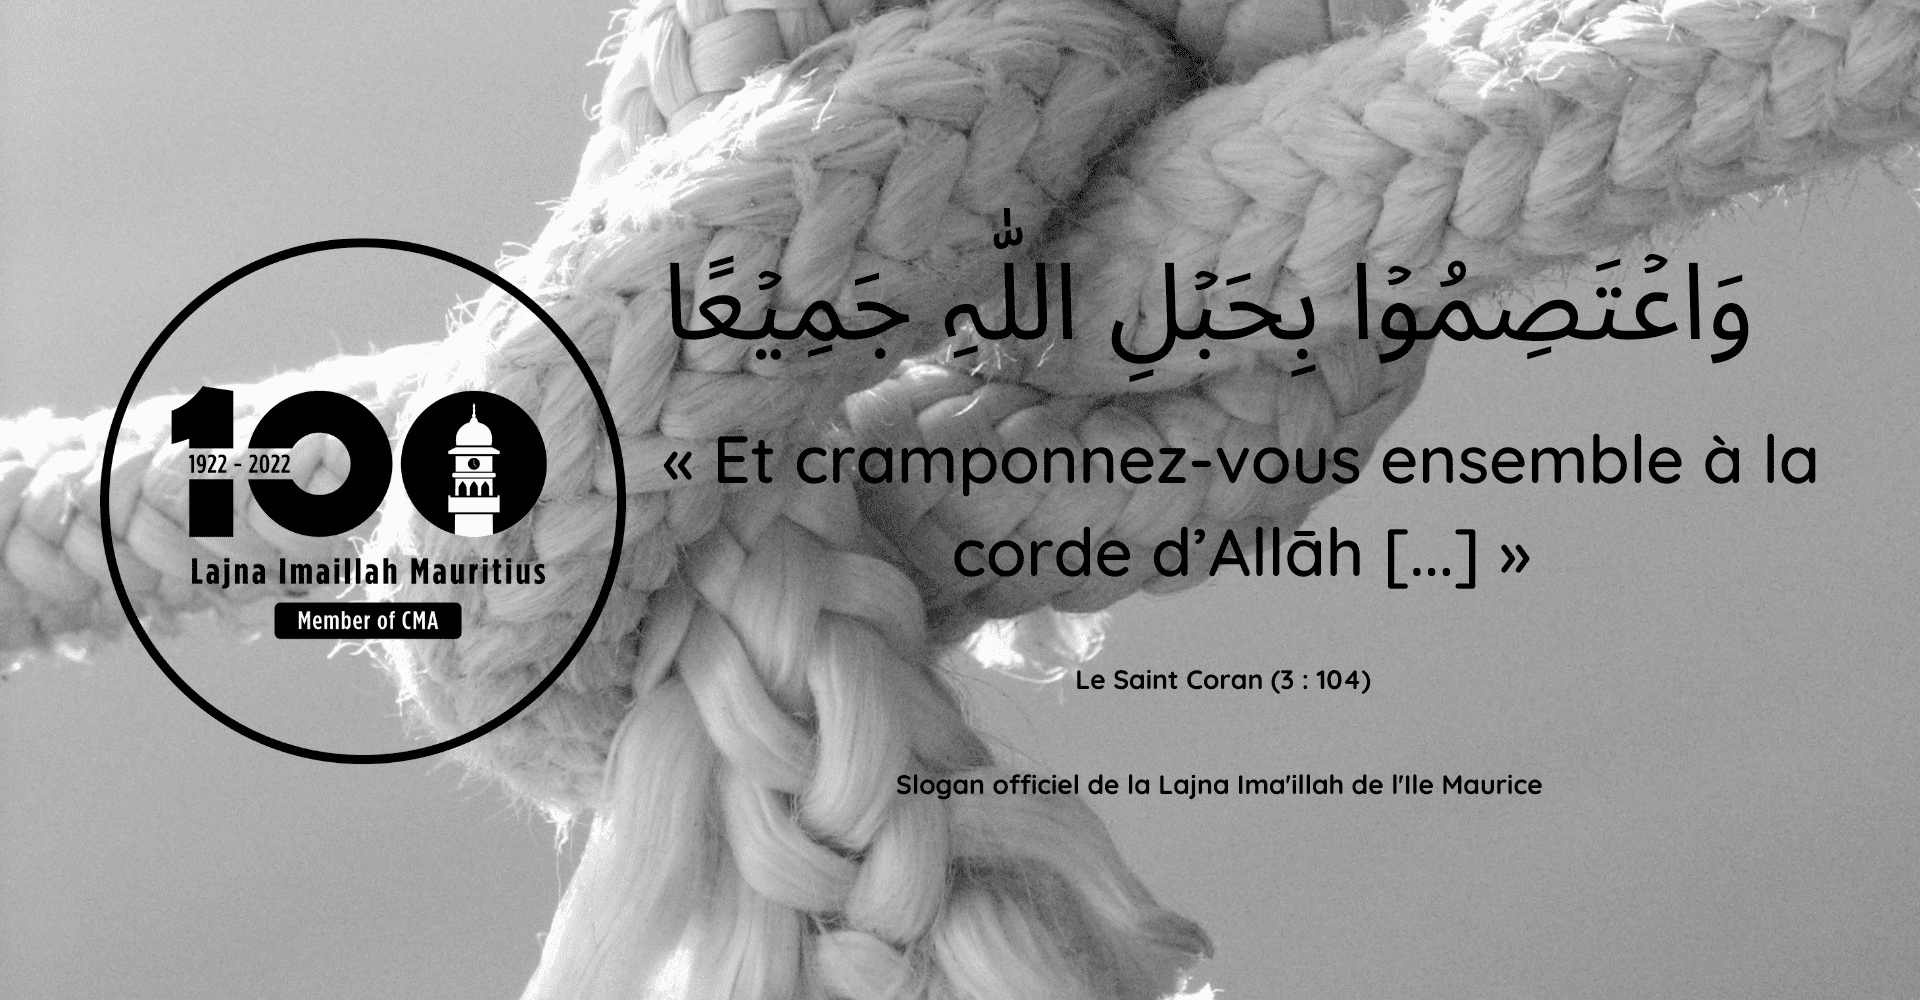 100
1922 - 2022
Lajna Imaillah Mauritius
Member of CMA
وَاعۡتَصِمُوۡا بِحَبۡلِ اللّٰہِ جَمِیۡعًا
« Et cramponnez-vous ensemble à la
corde d’Allāh [...] »
Le Saint Coran (3 : 104)
Slogan officiel de la Lajna Ima'illah de l'Ile Maurice